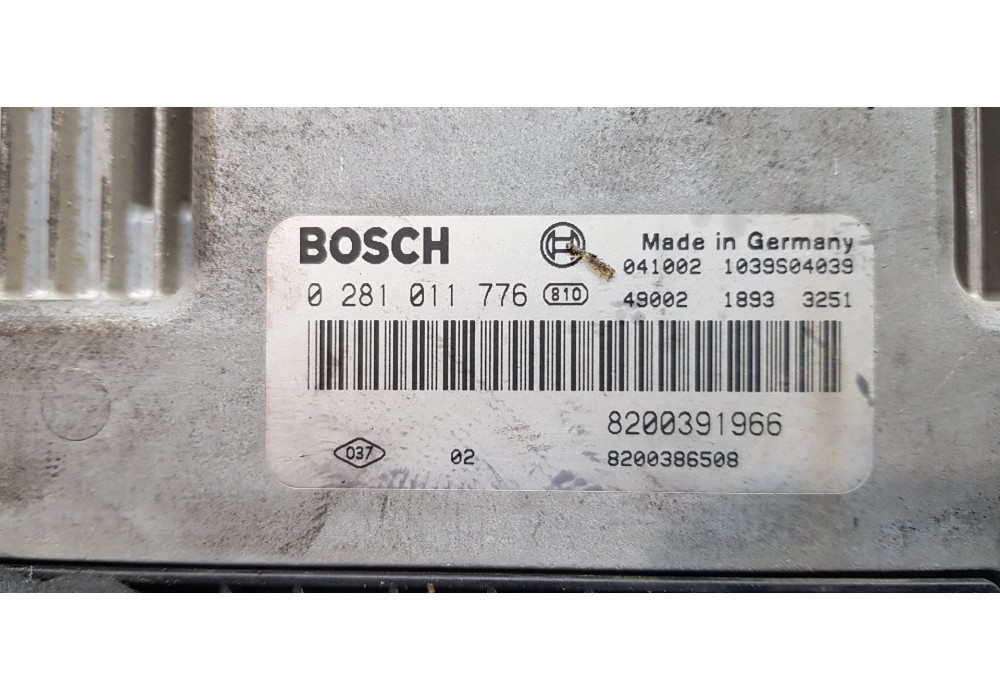 BOSCH
Made in Germany
041002 1039S04039
0 281 011 776 810
49002 1893 3251
8200391966
037 02 8200386508